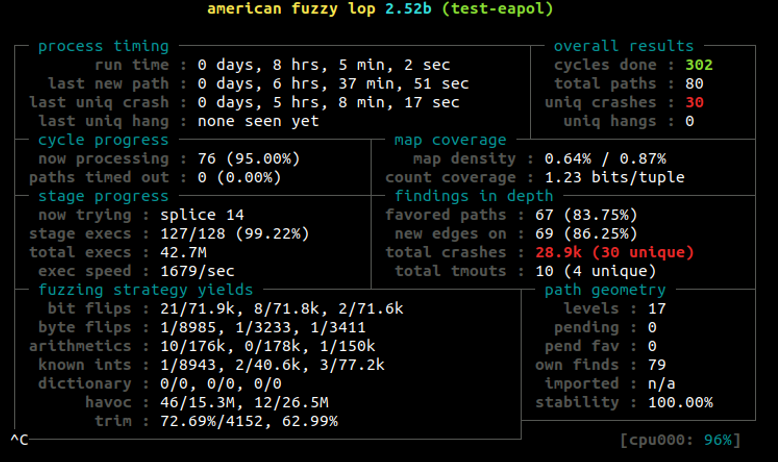 american fuzzy lop 2.52b (test-eapol)
process timing overall results
run time : 0 days, 8 hrs, 5 min, 2 sec cycles done : 302
last new path : 0 days, 6 hrs, 37 min, 51 sec total paths : 80
last uniq crash : 0 days, 5 hrs, 8 min, 17 sec uniq crashes : 30
last uniq hang : none seen yet uniq hangs : 0
cycle progress map coverage
now processing : 76 (95.00%) map density : 0.64% / 0.87%
paths timed out : 0 (0.00%) count coverage : 1.23 bits/tuple
stage progress findings in depth
now trying : splice 14 favored paths : 67 (83.75%)
stage execs : 127/128 (99.22%) new edges on : 69 (86.25%)
total execs : 42.7M total crashes : 28.9k (30 unique)
exec speed : 1679/sec total tmouts : 10 (4 unique)
fuzzing strategy yields path geometry
bit flips : 21/71.9k, 8/71.8k, 2/71.6k levels : 17
byte flips : 1/8985, 1/3233, 1/3411 pending : 0
arithmetics : 10/176k, 0/178k, 1/150k pend fav : 0
known ints : 1/8943, 2/40.6k, 3/77.2k own finds : 79
dictionary : 0/0, 0/0, 0/0 imported : n/a
havoc : 46/15.3M, 12/26.5M stability : 100.00%
trim : 72.69%/4152, 62.99%
^C [cpu000: 96%]